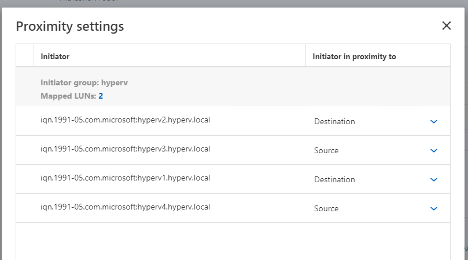 Proximity settings
Initiator
Initiator in proximity to
Initiator group: hyperv
Mapped LUNs: 2
iqn.1991-05.com.microsoft:hyperv2.hyperv.local
Destination
iqn.1991-05.com.microsoft:hyperv3.hyperv.local
Source
iqn.1991-05.com.microsoft:hyperv1.hyperv.local
Destination
iqn.1991-05.com.microsoft:hyperv4.hyperv.local
Source